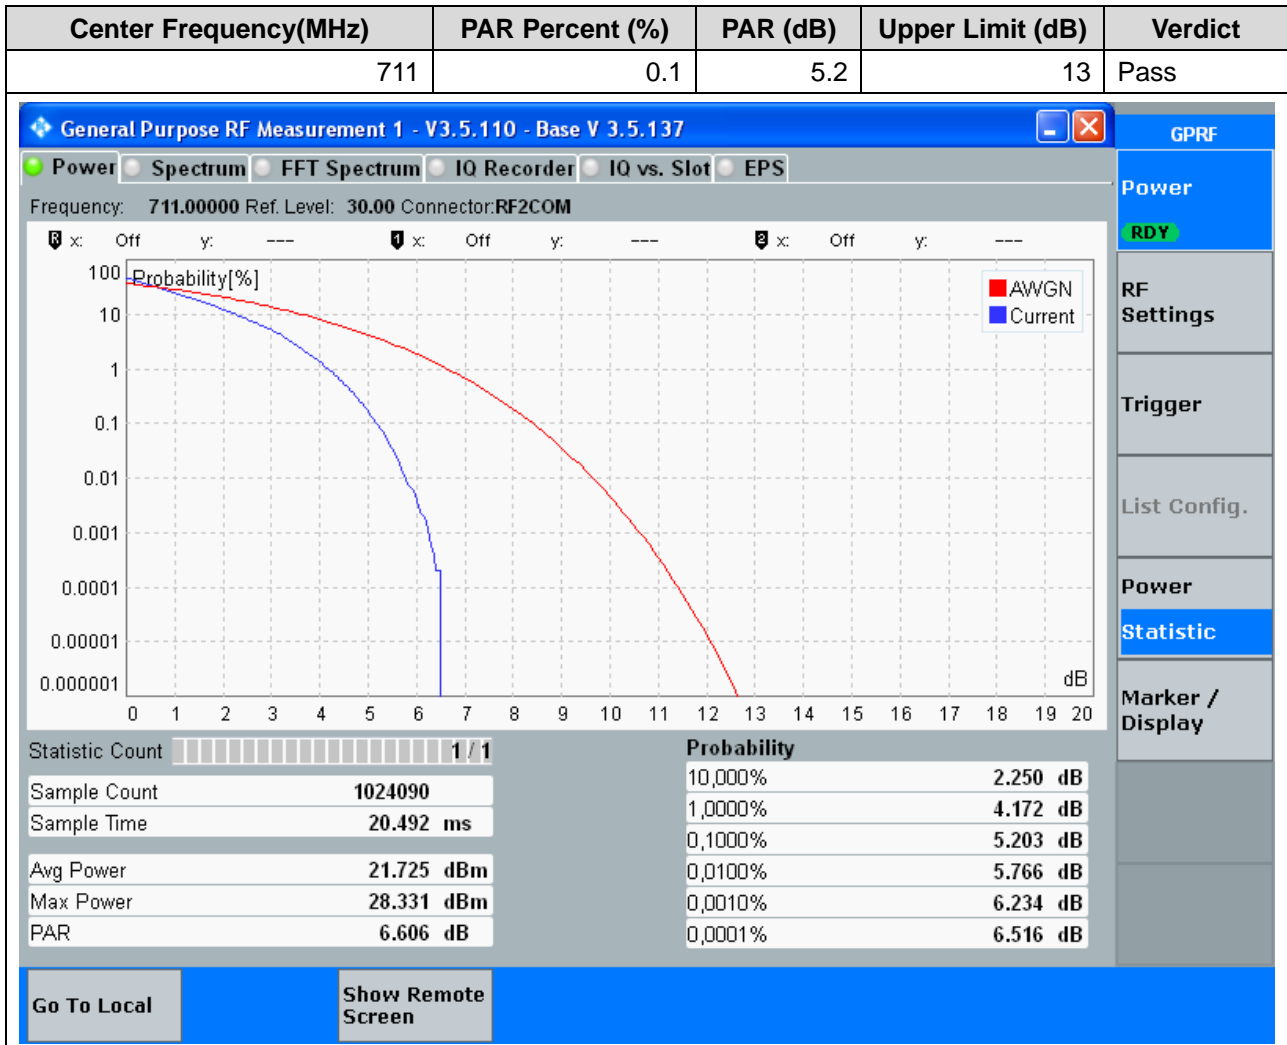 Center Frequency(MHz) PAR Percent (%) PAR (dB) Upper Limit (dB) Verdict
711 0.1 5.2 13 Pass
General Purpose RF Measurement 1 - V3.5.110 - Base V 3.5.137
GPRF
Power Spectrum FFT Spectrum IQ Recorder IQ vs. Slot EPS
Power
RDY
Frequency: 711.00000 Ref. Level: 30.00 Connector:RF2COM
R x: Off y: --- 1 x: Off y: --- 2 x: Off y: ---
Probability[%]
AWGN
Current
100
10
1
0.1
0.01
0.001
0.0001
0.00001
0.000001
dB
0 1 2 3 4 5 6 7 8 9 10 11 12 13 14 15 16 17 18 19 20
RF
Settings
Trigger
List Config.
Power
Statistic
Marker /
Display
Statistic Count 1 / 1
Sample Count 1024090
Sample Time 20.492 ms
Avg Power 21.725 dBm
Max Power 28.331 dBm
PAR 6.606 dB
Probability
10,000% 2.250 dB
1,0000% 4.172 dB
0,1000% 5.203 dB
0,0100% 5.766 dB
0,0010% 6.234 dB
0,0001% 6.516 dB
Go To Local
Show Remote
Screen